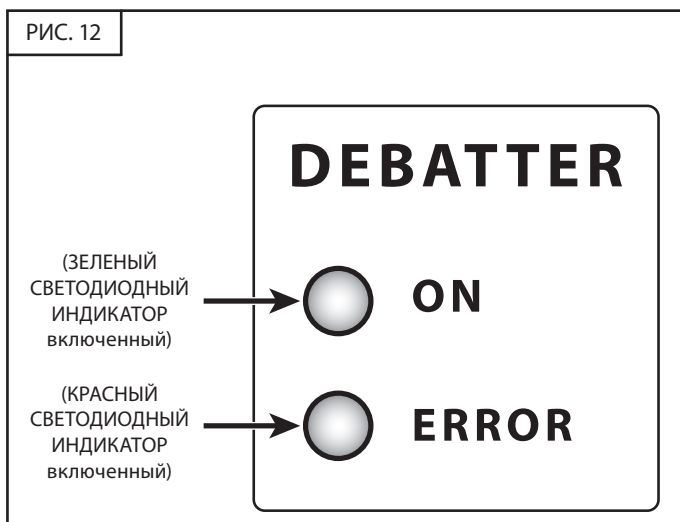 РИС. 12
DEBATTER
(ЗЕЛЕНЫЙ
СВЕТОДИОДНЫЙ
ИНДИКАТОР
включенный)
ON
(КРАСНЫЙ
СВЕТОДИОДНЫЙ
ИНДИКАТОР
включенный)
ERROR